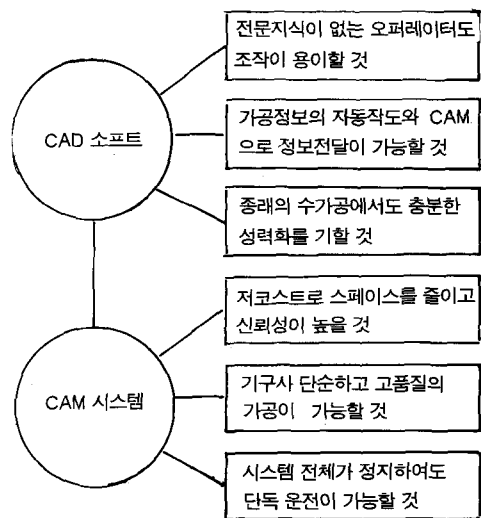 전문지식이 없는 오퍼레이터도
조작이 용이할 것
CAD 소프트
가공정보의 자동작도와 CAM
으로 정보전달이 가능할 것
종래의 수가공에서도 충분한
성력화를 기할 것
저코스트로 스페이스를 줄이고
신뢰성이 높을 것
CAM 시스템
기구사 단순하고 고품질의
가공이 가능할 것
시스템 전체가 정지하여도
단독 운전이 가능할 것